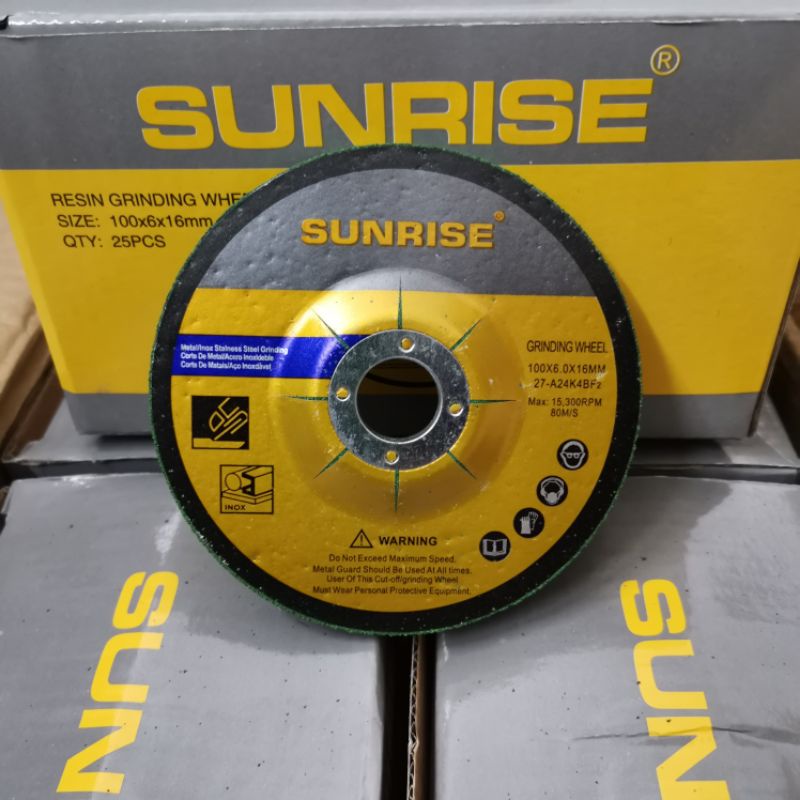 SUNRISE®
RESIN GRINDING WHE
SIZE: 100x6x16mm
QTY: 25PCS
SUNRISE®
Metal/Inox Stainless Steel Grinding
Corte De Metal/Acero Inoxideble
Corte De Metais/Aço Inoxidável
GRINDING WHEEL
100X6.0X16MM
27-A24K4BF2
Max: 15,300RPM
80M/S
INOX
WARNING
Do Not Exceed Maximum Speed.
Metal Guard Should Be Used At All times.
User Of This Cut-off/grinding Wheel
Must Wear Personal Protective Equipment.
SUN
SUN